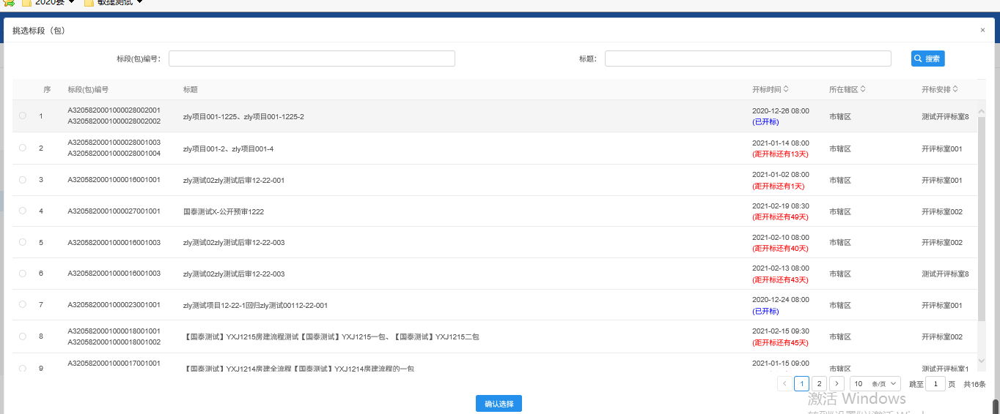 2020县 敏捷测试
挑选标段（包） ×
标段(包)编号： 标题： 搜索
序 标段(包)编号 标题 开标时间 所在辖区 开标安排
1 A3205820001000028002001 A3205820001000028002002 zly项目001-1225、zly项目001-1225-2 2020-12-26 08:00 (已开标) 市辖区 测试开评标室8
2 A3205820001000028001003 A3205820001000028001004 zly项目001-2、zly项目001-4 2021-01-14 08:00 (距开标还有13天) 市辖区 开评标室001
3 A3205820001000016001001 zly测试02zly测试后审12-22-001 2021-01-02 08:00 (距开标还有1天) 市辖区 开评标室001
4 A3205820001000027001001 国泰测试X-公开预审1222 2021-02-19 08:30 (距开标还有49天) 市辖区 开评标室002
5 A3205820001000016001003 zly测试02zly测试后审12-22-003 2021-02-10 08:00 (距开标还有40天) 市辖区 开评标室002
6 A3205820001000016001003 zly测试02zly测试后审12-22-003 2021-02-13 08:00 (距开标还有43天) 市辖区 测试开评标室8
7 A3205820001000023001001 zly测试项目12-22-1回归zly测试00112-22-001 2020-12-24 08:00 (已开标) 市辖区 开评标室001
8 A3205820001000018001001 A3205820001000018001002 【国泰测试】YXJ1215房建流程测试【国泰测试】YXJ1215一包、【国泰测试】YXJ1215二包 2021-02-15 09:30 (距开标还有45天) 市辖区 开评标室002
9 A3205820001000017001001 【国泰测试】YXJ1214房建全流程【国泰测试】YXJ1214房建流程的一包 2021-01-15 09:00 市辖区 测试开评标室1
1 2 10 条/页 跳至 1 页 共16条
确认选择
激活 Windows